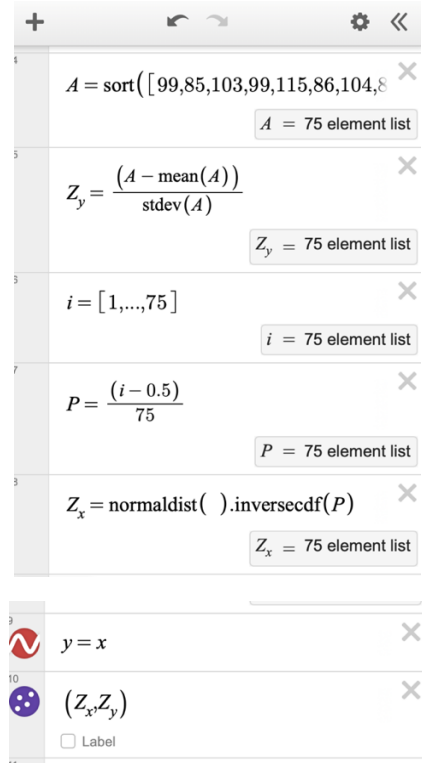 4
A = sort([99,85,103,99,115,86,104,8
A = 75 element list
5
Z_y = (A − mean(A)) / stdev(A)
Z_y = 75 element list
6
i = [1,...,75]
i = 75 element list
7
P = (i − 0.5) / 75
P = 75 element list
8
Z_x = normaldist( ).inversecdf(P)
Z_x = 75 element list
9
y = x
10
(Z_x,Z_y)
Label